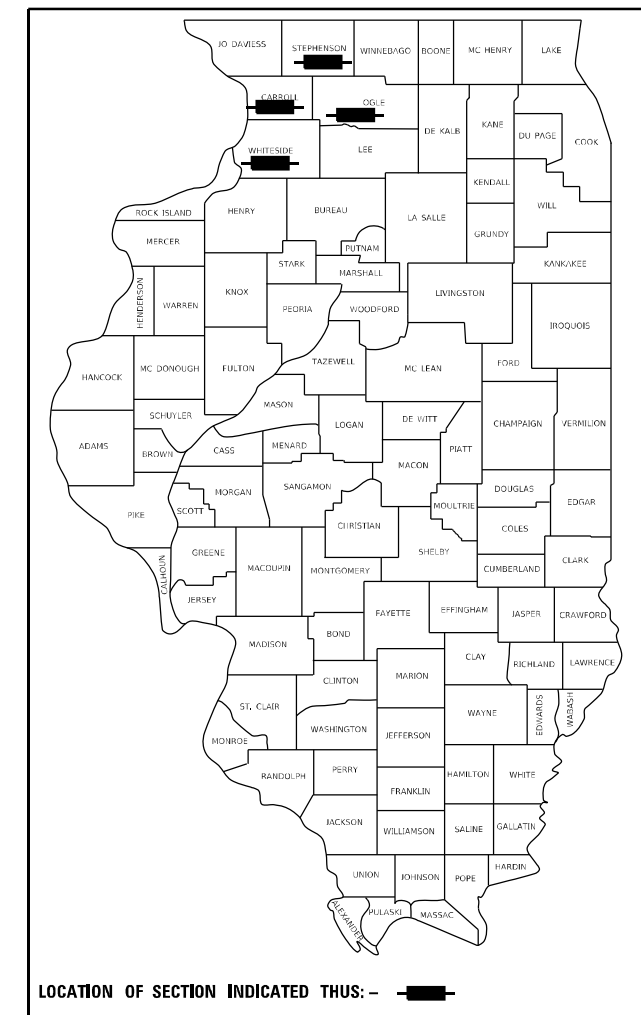 JO DAVIESS
STEPHENSON
WINNEBAGO
BOONE
MC HENRY
LAKE
CARROLL
OGLE
DE KALB
KANE
DU PAGE
COOK
WHITESIDE
LEE
KENDALL
WILL
ROCK ISLAND
HENRY
BUREAU
LA SALLE
GRUNDY
MERCER
PUTNAM
KANKAKEE
STARK
MARSHALL
HENDERSON
WARREN
KNOX
PEORIA
WOODFORD
LIVINGSTON
IROQUOIS
HANCOCK
MC DONOUGH
FULTON
TAZEWELL
MC LEAN
FORD
MASON
SCHUYLER
LOGAN
DE WITT
CHAMPAIGN
VERMILION
ADAMS
BROWN
CASS
MENARD
PIATT
MACON
MORGAN
SANGAMON
DOUGLAS
EDGAR
PIKE
SCOTT
CHRISTIAN
MOULTRIE
COLES
CALHOUN
GREENE
MACOUPIN
MONTGOMERY
SHELBY
CUMBERLAND
CLARK
JERSEY
FAYETTE
EFFINGHAM
JASPER
CRAWFORD
MADISON
BOND
CLAY
RICHLAND
LAWRENCE
CLINTON
MARION
ST. CLAIR
WAYNE
EDWARDS
WABASH
WASHINGTON
JEFFERSON
MONROE
RANDOLPH
PERRY
HAMILTON
WHITE
FRANKLIN
JACKSON
WILLIAMSON
SALINE
GALLATIN
UNION
JOHNSON
POPE
HARDIN
ALEXANDER
PULASKI
MASSAC
LOCATION OF SECTION INDICATED THUS: –